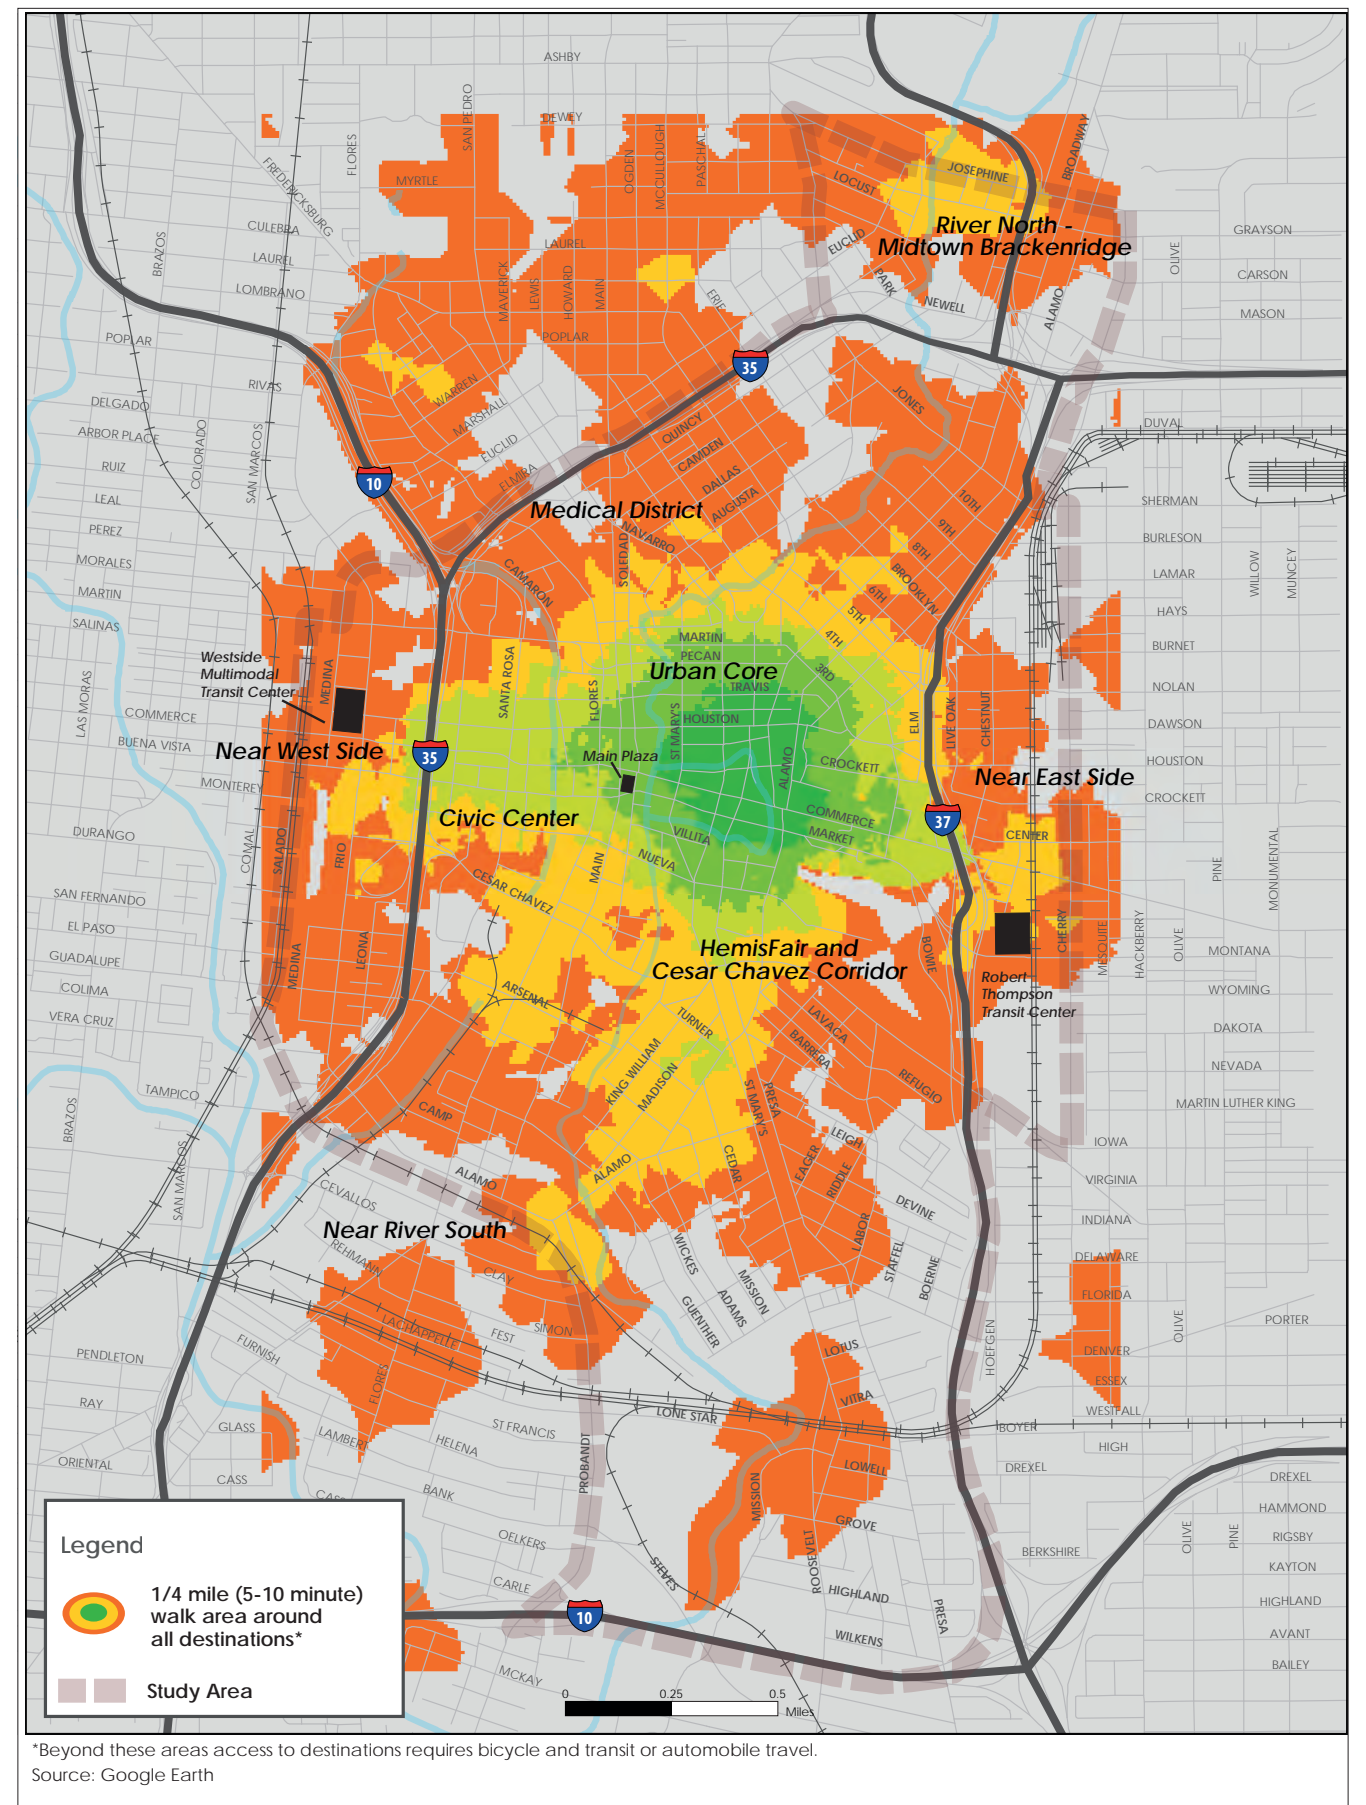 ASHBY
SAN PEDRO
DEWEY
BROADWAY
FLORES
FREDERICKSBURG
MYRTLE
OGDEN
MCCULLOUGH
PASCHAL
LOCUST
JOSEPHINE
CULEBRA
LAUREL
LOMBRANO
BRAZOS
LAUREL
EUCLID
River North -
Midtown Brackenridge
GRAYSON
OLIVE
CARSON
MASON
MAVERICK
LEWIS
HOWARD
MAIN
ERIE
PARK
NEWELL
ALAMO
POPLAR
POPLAR
35
RIVAS
WARREN
JONES
DELGADO
MARSHALL
ARBOR PLACE
COLORADO
SAN MARCOS
EUCLID
QUINCY
DUVAL
RUIZ
10
ELMIRA
CAMDEN
LEAL
DALLAS
10TH
SHERMAN
Medical District
AUGUSTA
PEREZ
NAVARRO
9TH
BURLESON
MORALES
SOLEDAD
8TH
LAMAR
WILLOW
MUNCEY
MARTIN
CAMARON
BROOKLYN
6TH
HAYS
SALINAS
5TH
MARTIN
4TH
BURNET
Westside
Multimodal
Transit Center
MEDINA
SANTA ROSA
PECAN
Urban Core
3RD
NOLAN
LAS MORAS
FLORES
TRAVIS
COMMERCE
ST MARY'S
HOUSTON
ELM
LIVE OAK
CHESTNUT
DAWSON
BUENA VISTA
Near West Side
35
Main Plaza
ALAMO
CROCKETT
HOUSTON
MONTEREY
Near East Side
CROCKETT
Civic Center
COMMERCE
37
DURANGO
COMAL
SALADO
FRIO
VILLITA
MARKET
CENTER
NUEVA
PINE
MONUMENTAL
MAIN
CESAR CHAVEZ
SAN FERNANDO
EL PASO
MEDINA
LEONA
HemisFair and
Cesar Chavez Corridor
BOWIE
CHERRY
MESQUITE
HACKBERRY
OLIVE
MONTANA
GUADALUPE
Robert
Thompson
Transit Center
COLIMA
ARSENAL
WYOMING
VERA CRUZ
TURNER
LAVACA
DAKOTA
BARRERA
KING WILLIAM
NEVADA
TAMPICO
MADISON
ST MARY'S
PRESA
REFUGIO
MARTIN LUTHER KING
BRAZOS
CAMP
LEIGH
IOWA
SAN MARCOS
ALAMO
ALAMO
CEDAR
EAGER
RIDDLE
VIRGINIA
CEVALLOS
DEVINE
INDIANA
Near River South
LABOR
WICKES
REHMANN
STAFFEL
DELAWARE
CLAY
MISSION
BOERNE
ADAMS
FLORIDA
GUENTHER
OLIVE
PORTER
LACHAPPELLE
SIMON
FEST
FURNISH
LOTUS
HOEFGEN
DENVER
PENDLETON
FLORES
ESSEX
RAY
VITRA
LONE STAR
WESTFALL
GLASS
ST FRANCIS
BOYER
LAMBERT
HELENA
HIGH
ORIENTAL
CASS
PROBANDT
LOWELL
DREXEL
DREXEL
BANK
MISSION
HAMMOND
GROVE
OLIVE
PINE
RIGSBY
OELKERS
BERKSHIRE
KAYTON
STEVES
ROOSEVELT
CARLE
HIGHLAND
HIGHLAND
10
PRESA
AVANT
WILKENS
BAILEY
MCKAY
0 0.25 0.5
Miles
Legend
1/4 mile (5-10 minute)
walk area around
all destinations*
Study Area
*Beyond these areas access to destinations requires bicycle and transit or automobile travel.
Source: Google Earth